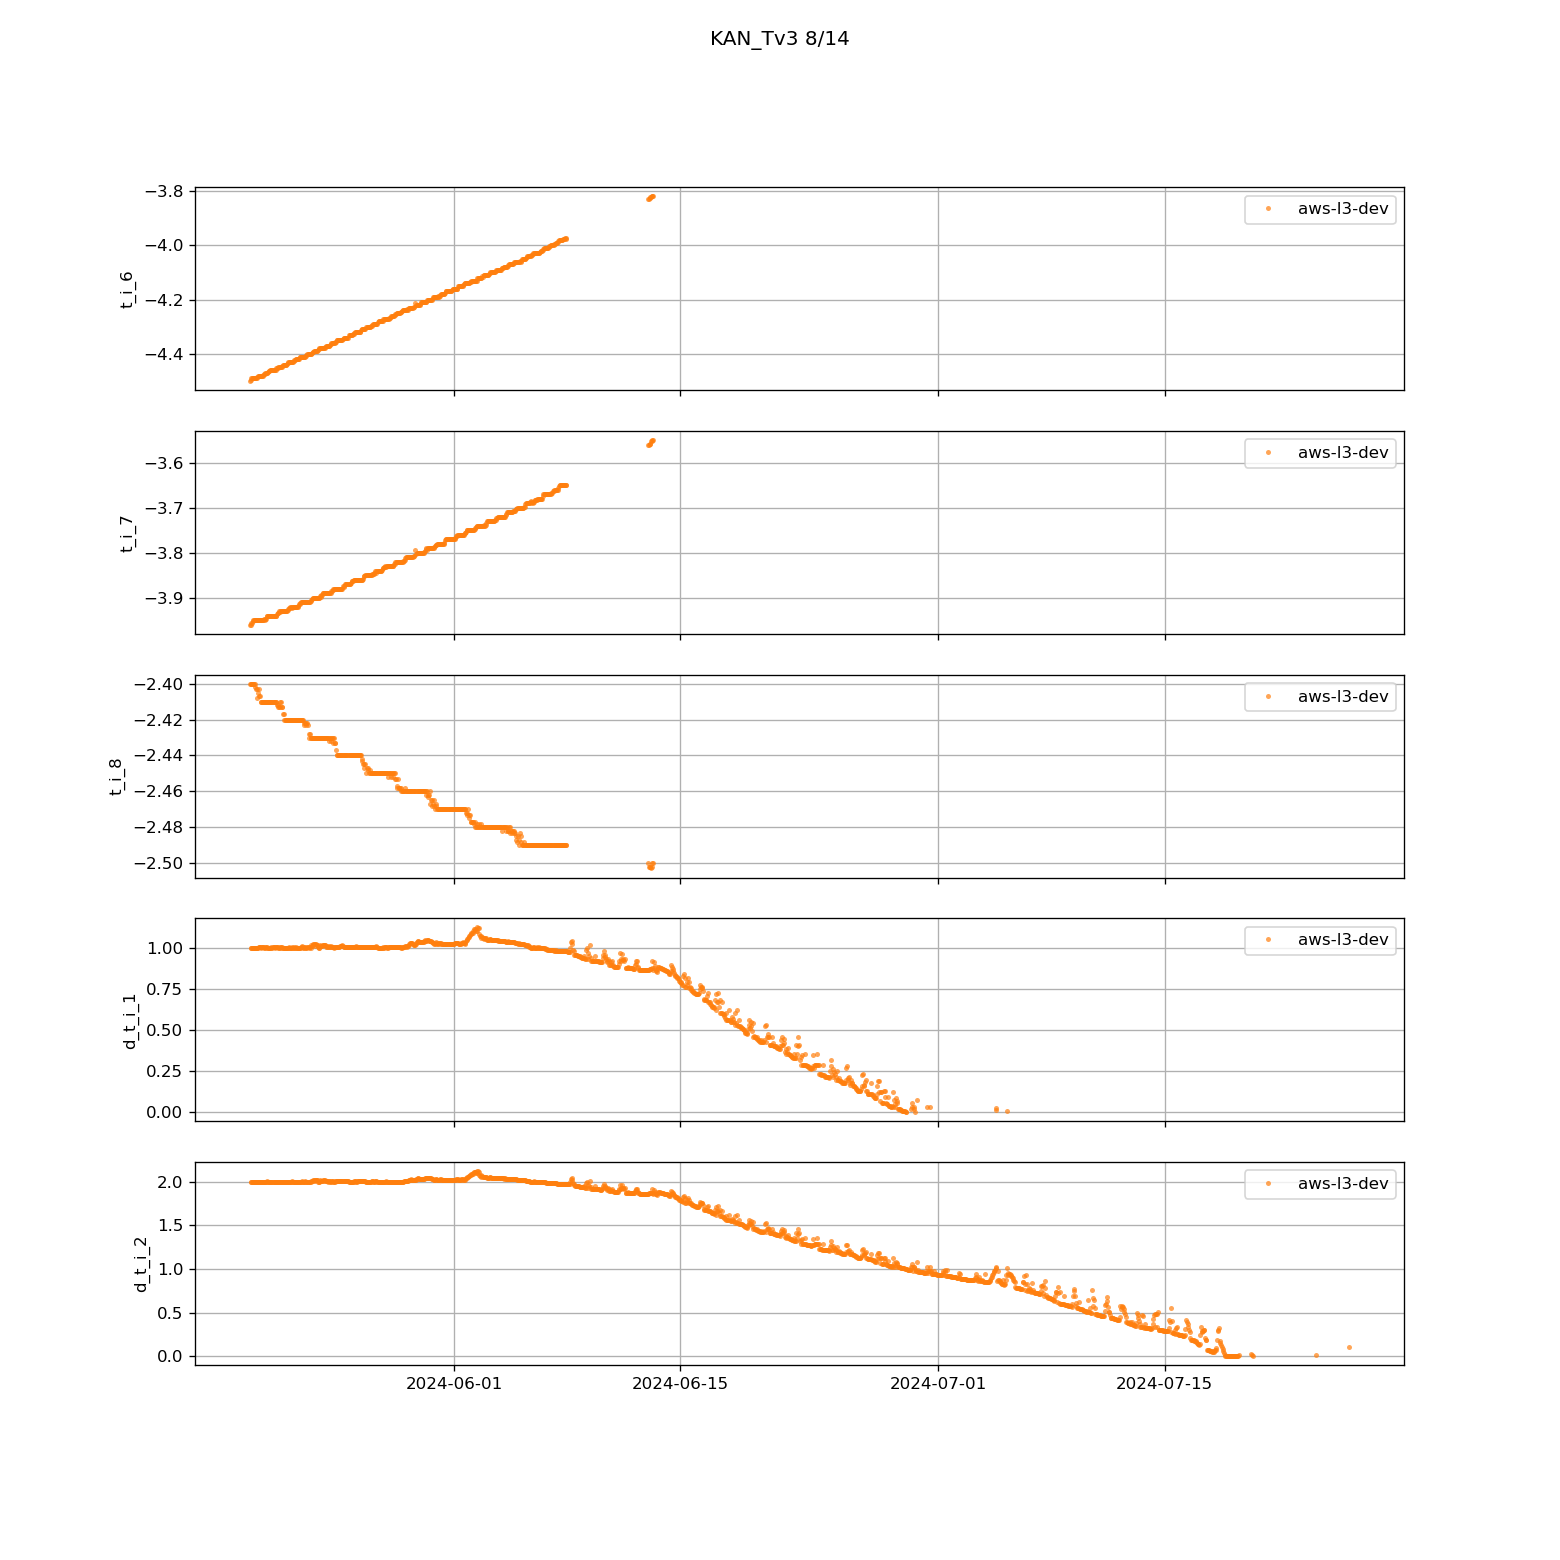 KAN_Tv3 8/14
−3.8
−4.0
−4.2
−4.4
t_i_6
aws-l3-dev
−3.6
−3.7
−3.8
−3.9
t_i_7
aws-l3-dev
−2.40
−2.42
−2.44
−2.46
−2.48
−2.50
t_i_8
aws-l3-dev
1.00
0.75
0.50
0.25
0.00
d_t_i_1
aws-l3-dev
2.0
1.5
1.0
0.5
0.0
d_t_i_2
aws-l3-dev
2024-06-01
2024-06-15
2024-07-01
2024-07-15